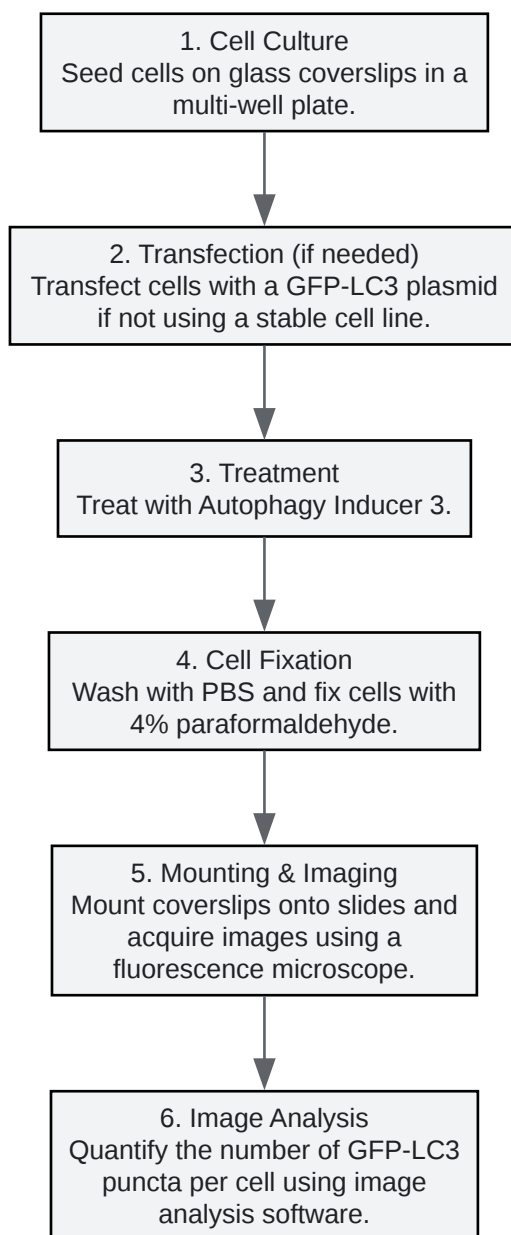 1. Cell Culture
Seed cells on glass coverslips in a
multi-well plate.
2. Transfection (if needed)
Transfect cells with a GFP-LC3 plasmid
if not using a stable cell line.
3. Treatment
Treat with Autophagy Inducer 3.
4. Cell Fixation
Wash with PBS and fix cells with
4% paraformaldehyde.
5. Mounting & Imaging
Mount coverslips onto slides and
acquire images using a
fluorescence microscope.
6. Image Analysis
Quantify the number of GFP-LC3
puncta per cell using image
analysis software.